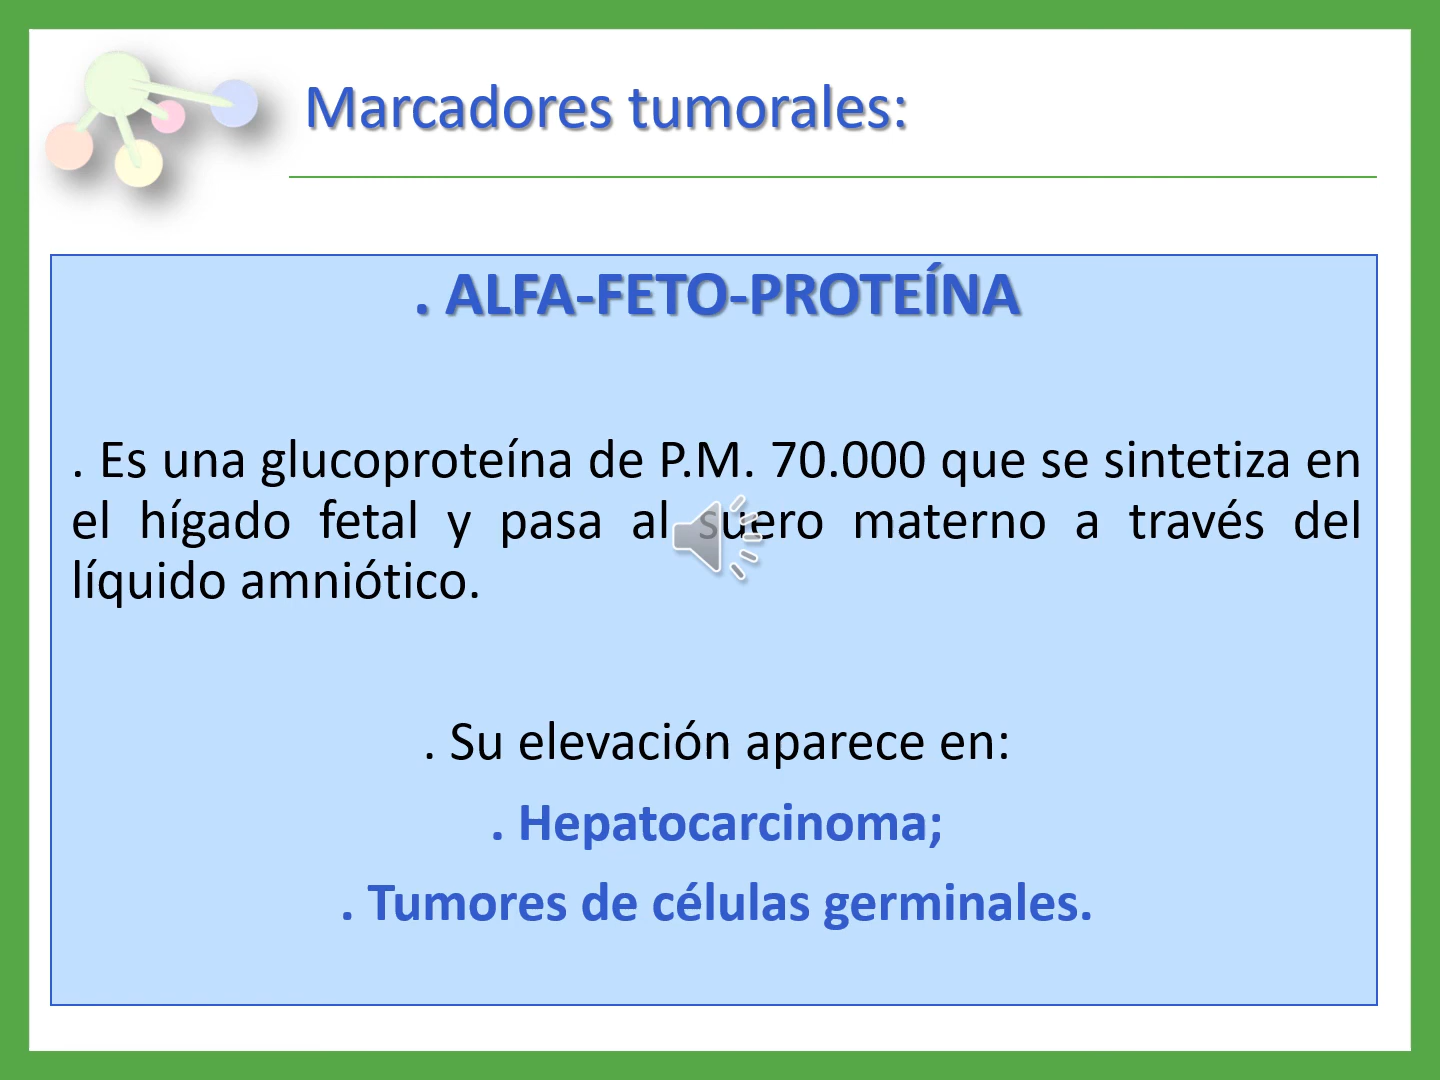 Marcadores tumorales:
. ALFA-FETO-PROTEÍNA
. Es una glucoproteína de P.M. 70.000 que se sintetiza en
el hígado fetal y pasa al suero materno a través del
líquido amniótico.
. Su elevación aparece en:
. Hepatocarcinoma;
. Tumores de células germinales.